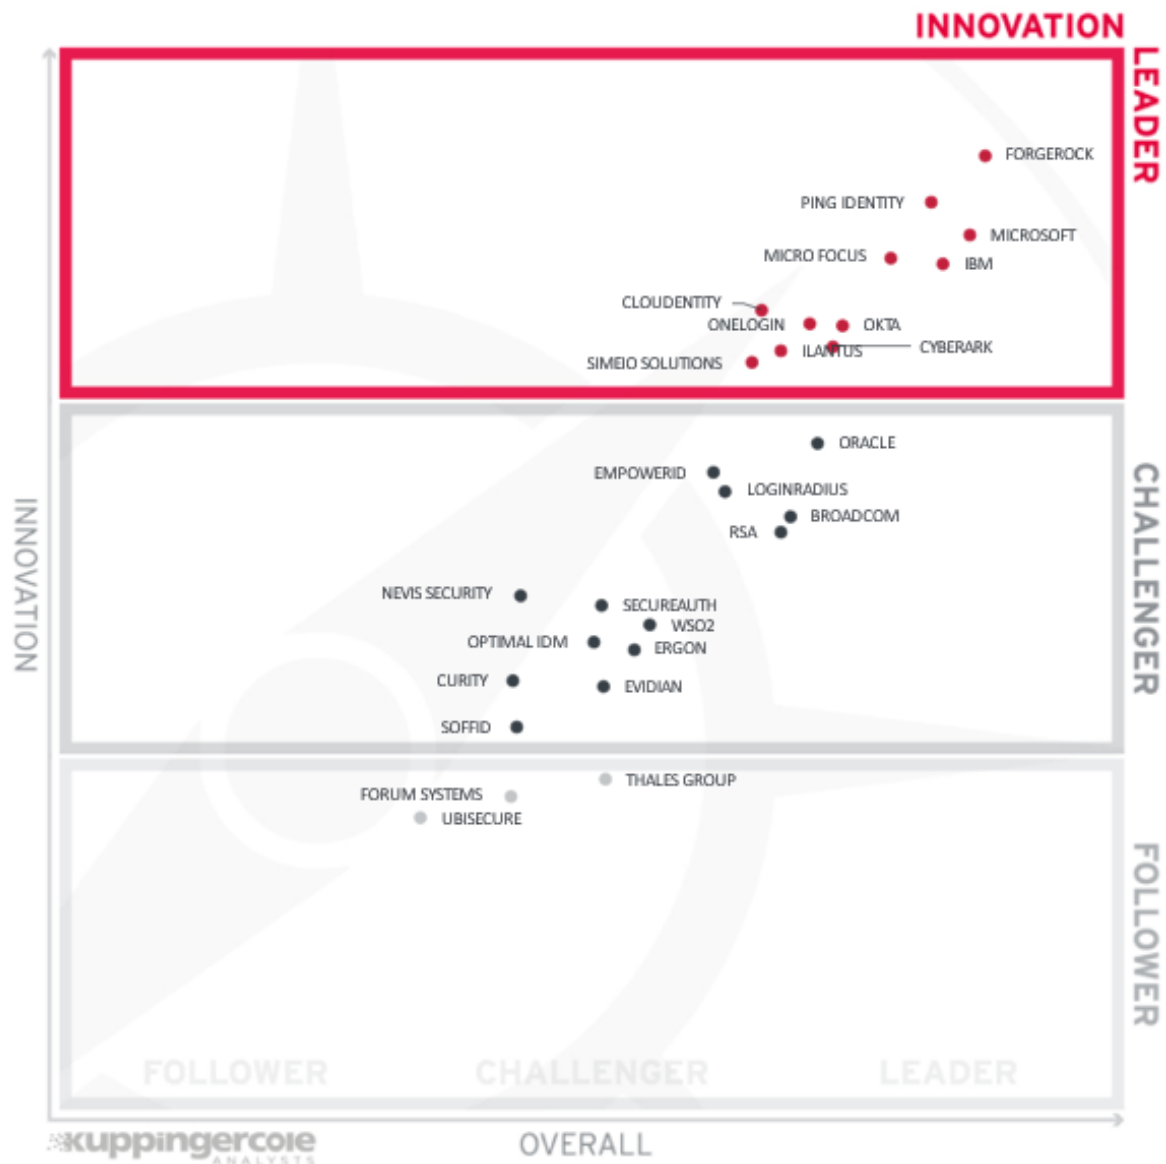 INNOVATION
LEADER
FORGEROCK
PING IDENTITY
MICROSOFT
MICRO FOCUS
IBM
CLOUDENTITY
ONELOGIN
OKTA
CYBERARK
ILANTUS
SIMEIO SOLUTIONS
ORACLE
EMPOWERID
LOGINRADIUS
BROADCOM
RSA
CHALLENGER
INNOVATION
NEVIS SECURITY
SECUREAUTH
WSO2
OPTIMAL IDM
ERGON
CURITY
EVIDIAN
SOFFID
THALES GROUP
FORUM SYSTEMS
UBISECURE
FOLLOWER
FOLLOWER CHALLENGER LEADER
kuppingercole
ANALYSTS
OVERALL